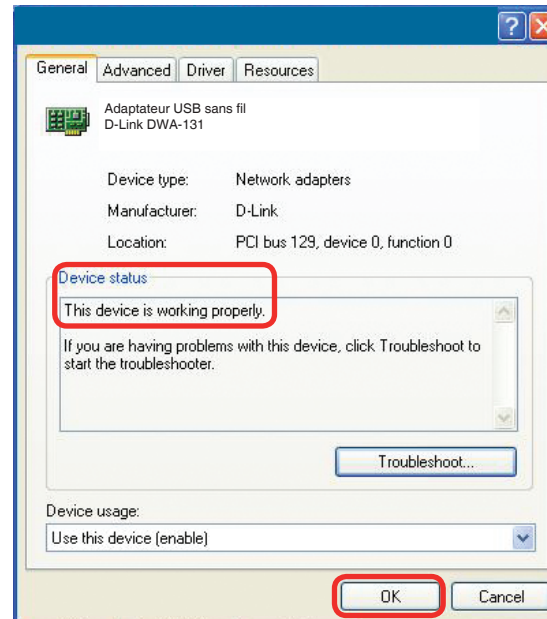 General Advanced Driver Resources
Adaptateur USB sans fil
D-Link DWA-131
Device type: Network adapters
Manufacturer: D-Link
Location: PCI bus 129, device 0, function 0
Device status
This device is working properly.
If you are having problems with this device, click Troubleshoot to
start the troubleshooter.
Troubleshoot...
Device usage:
Use this device (enable)
OK Cancel